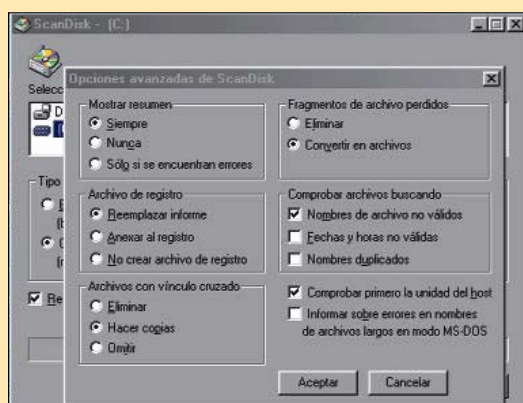 ScanDisk - (C:)
Opciones avanzadas de ScanDisk
Mostrar resumen
Siempre
Nunca
Sólo si se encuentran errores
Archivo de registro
Reemplazar informe
Anexar al registro
No crear archivo de registro
Archivos con vínculo cruzado
Eliminar
Hacer copias
Omitir
Fragmentos de archivo perdidos
Eliminar
Convertir en archivos
Comprobar archivos buscando
Nombres de archivo no válidos
Fechas y horas no válidas
Nombres duplicados
Comprobar primero la unidad del host
Informar sobre errores en nombres
de archivos largos en modo MS-DOS
Aceptar
Cancelar
Selecc
Tipo
Re